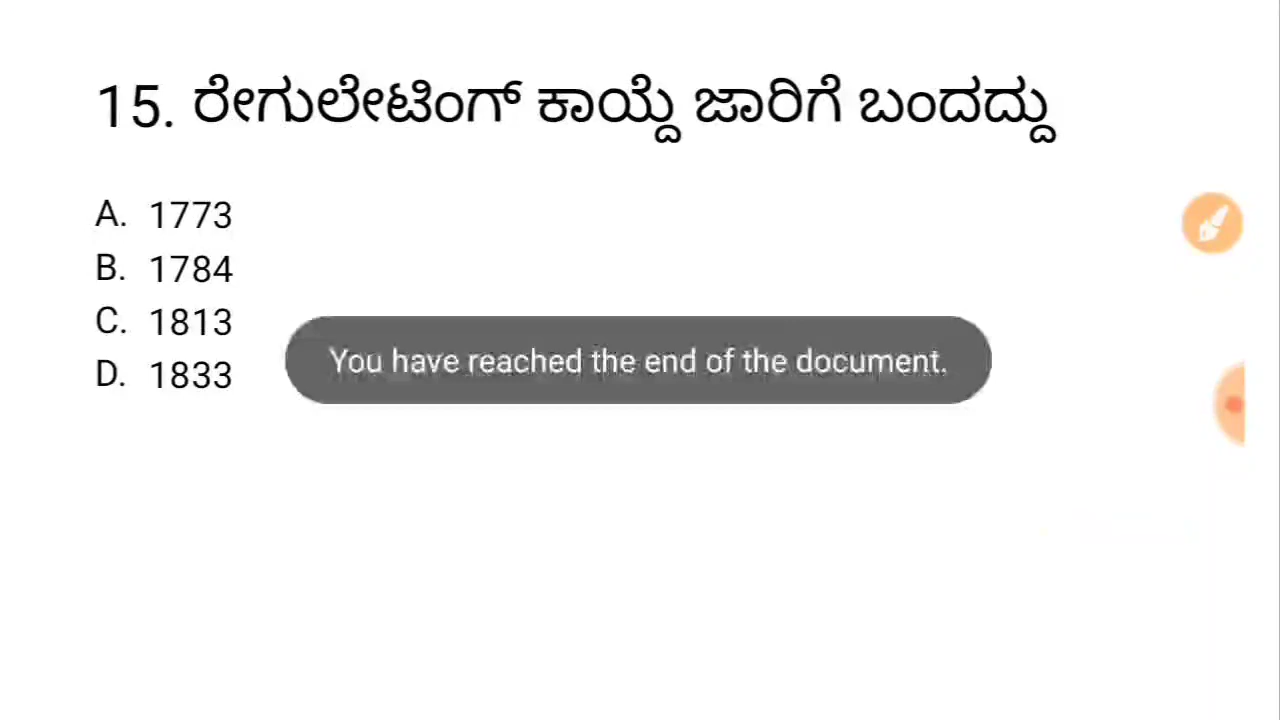 15. ರೇಗುಲೇಟಿಂಗ್ ಕಾಯ್ದೆ ಜಾರಿಗೆ ಬಂದದ್ದು
A. 1773
B. 1784
C. 1813
D. 1833
You have reached the end of the document.